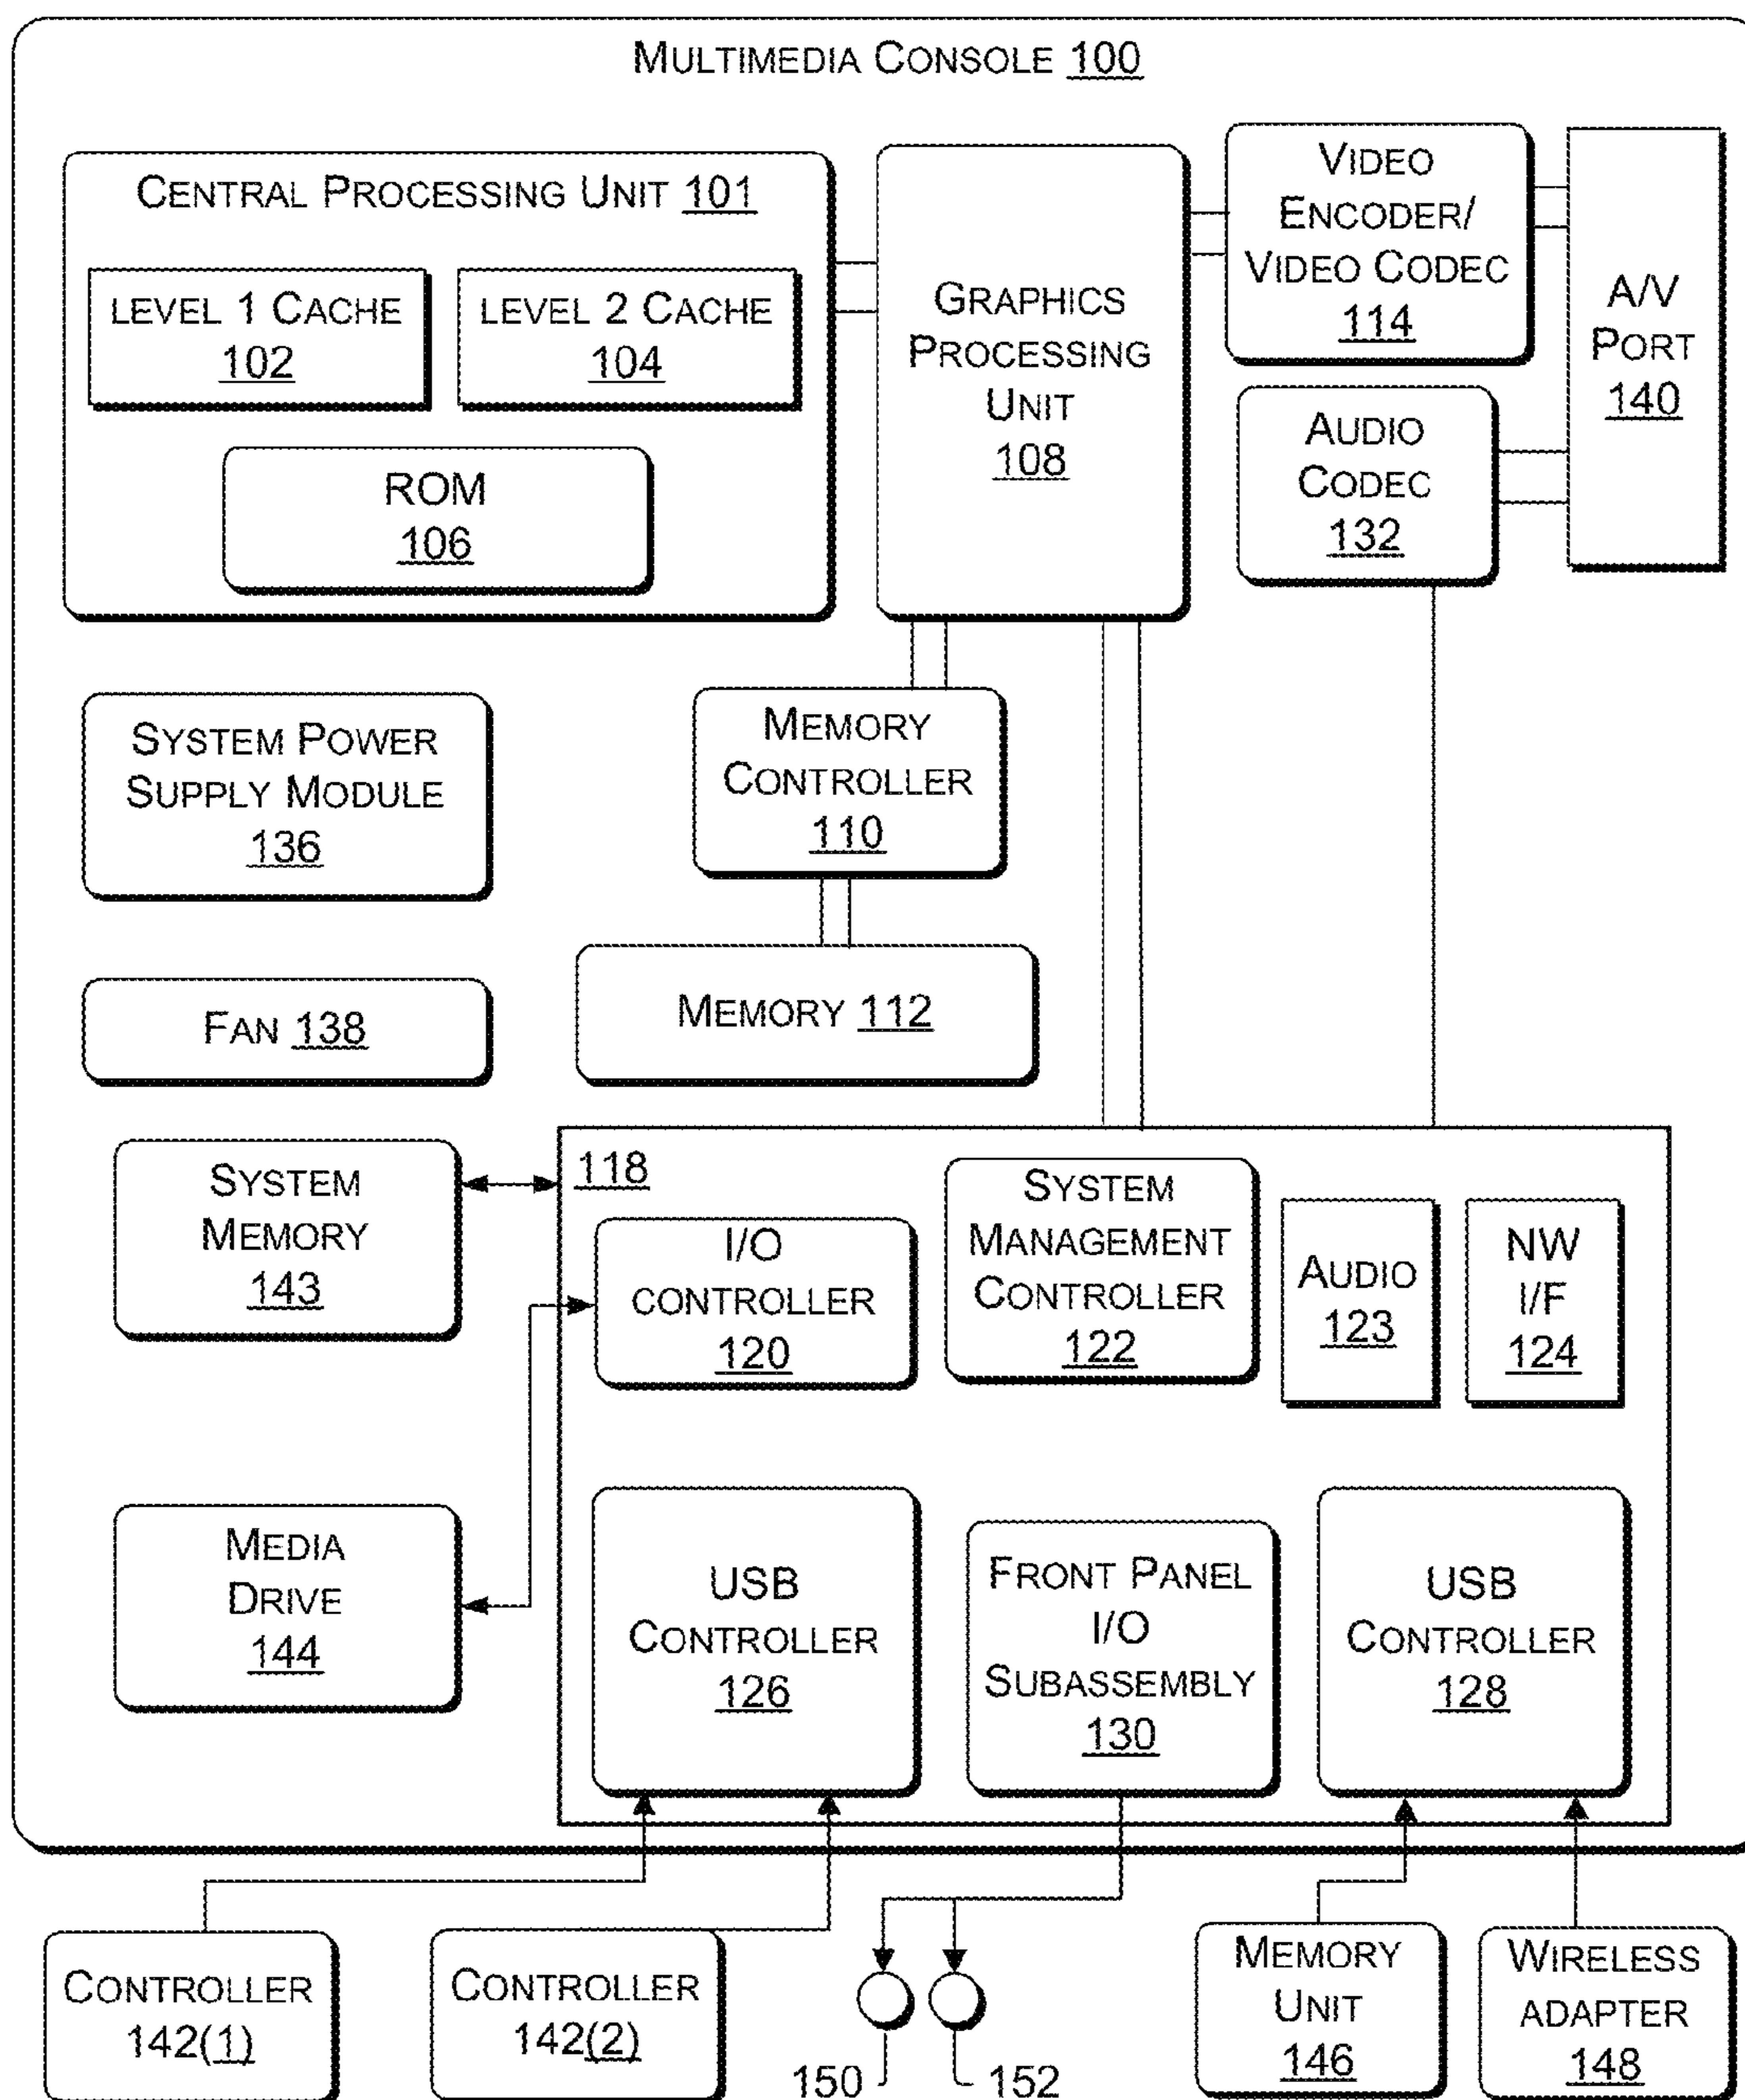 MULTIMEDIA CONSOLE 100
CENTRAL PROCESSING UNIT 101
LEVEL 1 CACHE
102
LEVEL 2 CACHE
104
ROM
106
GRAPHICS
PROCESSING
UNIT
108
VIDEO
ENCODER/
VIDEO CODEC
114
A/V
PORT
140
AUDIO
CODEC
132
SYSTEM POWER
SUPPLY MODULE
136
MEMORY
CONTROLLER
110
FAN 138
MEMORY 112
SYSTEM
MEMORY
143
118
I/O
CONTROLLER
120
SYSTEM
MANAGEMENT
CONTROLLER
122
AUDIO
123
NW
I/F
124
MEDIA
DRIVE
144
USB
CONTROLLER
126
FRONT PANEL
I/O
SUBASSEMBLY
130
USB
CONTROLLER
128
CONTROLLER
142(1)
CONTROLLER
142(2)
150
152
MEMORY
UNIT
146
WIRELESS
ADAPTER
148